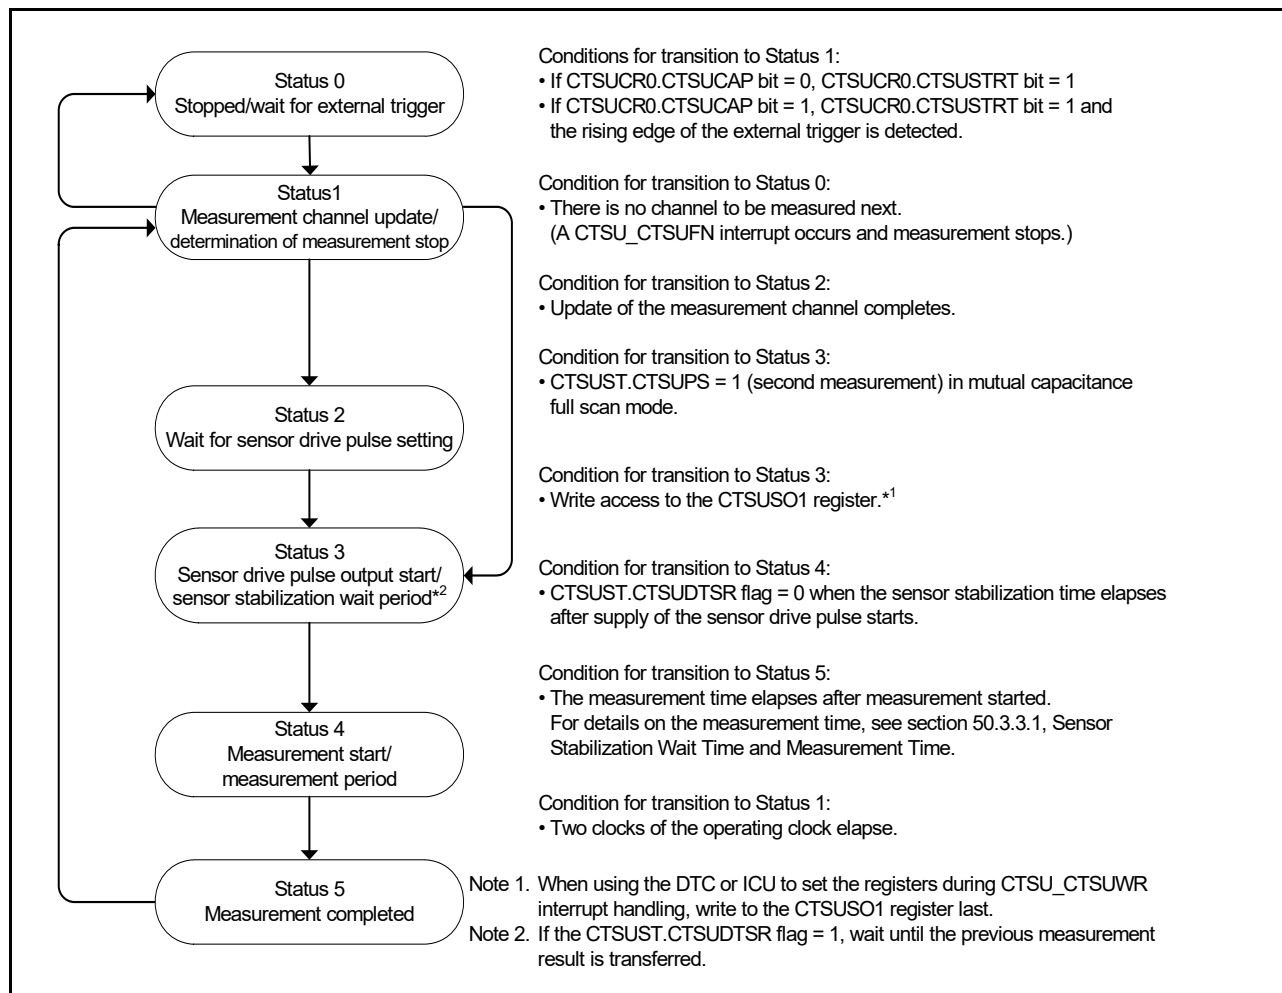 Status 0
Stopped/wait for external trigger
Status1
Measurement channel update/
determination of measurement stop
Status 2
Wait for sensor drive pulse setting
Status 3
Sensor drive pulse output start/
sensor stabilization wait period*2
Status 4
Measurement start/
measurement period
Status 5
Measurement completed
Conditions for transition to Status 1:
• If CTSUCR0.CTSUCAP bit = 0, CTSUCR0.CTSUSTRT bit = 1
• If CTSUCR0.CTSUCAP bit = 1, CTSUCR0.CTSUSTRT bit = 1 and
the rising edge of the external trigger is detected.
Condition for transition to Status 0:
• There is no channel to be measured next.
(A CTSU_CTSUFN interrupt occurs and measurement stops.)
Condition for transition to Status 2:
• Update of the measurement channel completes.
Condition for transition to Status 3:
• CTSUST.CTSUPS = 1 (second measurement) in mutual capacitance
full scan mode.
Condition for transition to Status 3:
• Write access to the CTSUSO1 register.*1
Condition for transition to Status 4:
• CTSUST.CTSUDTSR flag = 0 when the sensor stabilization time elapses
after supply of the sensor drive pulse starts.
Condition for transition to Status 5:
• The measurement time elapses after measurement started.
For details on the measurement time, see section 50.3.3.1, Sensor
Stabilization Wait Time and Measurement Time.
Condition for transition to Status 1:
• Two clocks of the operating clock elapse.
Note 1. When using the DTC or ICU to set the registers during CTSU_CTSUWR
interrupt handling, write to the CTSUSO1 register last.
Note 2. If the CTSUST.CTSUDTSR flag = 1, wait until the previous measurement
result is transferred.